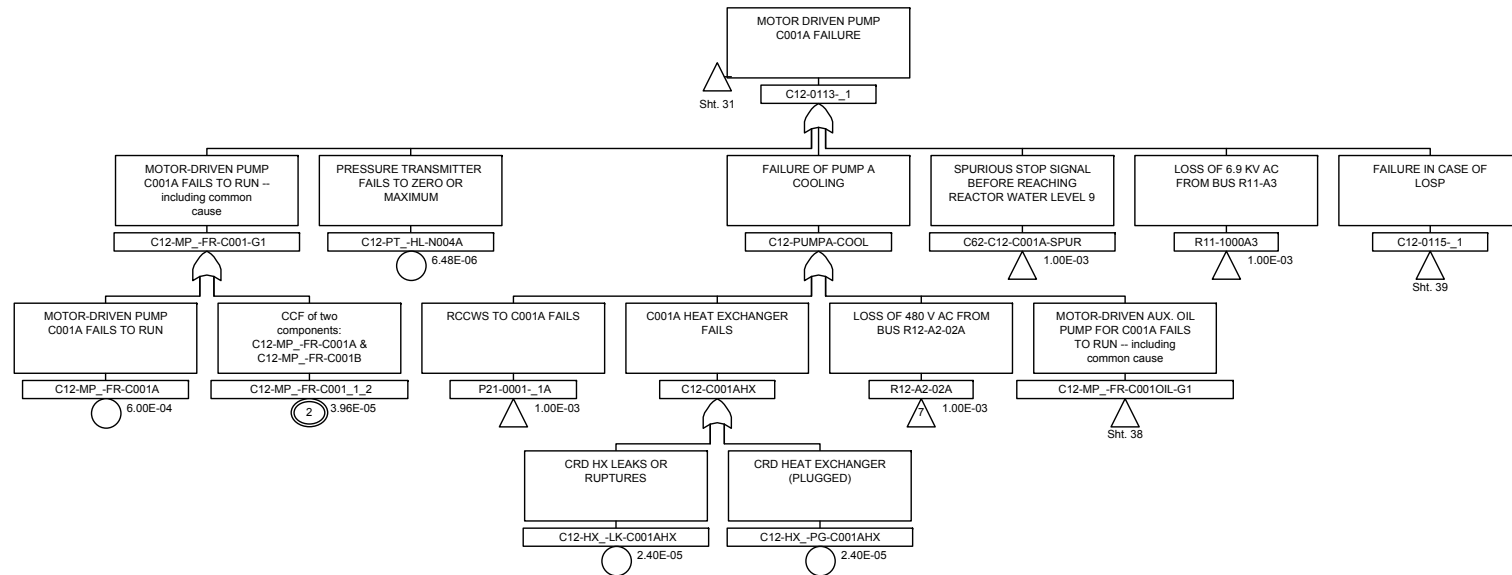 MOTOR DRIVEN PUMP
C001A FAILURE
Sht. 31
C12-0113-_1
MOTOR-DRIVEN PUMP
C001A FAILS TO RUN --
including common
cause
C12-MP_-FR-C001-G1
PRESSURE TRANSMITTER
FAILS TO ZERO OR
MAXIMUM
C12-PT_-HL-N004A
6.48E-06
FAILURE OF PUMP A
COOLING
C12-PUMPA-COOL
SPURIOUS STOP SIGNAL
BEFORE REACHING
REACTOR WATER LEVEL 9
C62-C12-C001A-SPUR
1.00E-03
LOSS OF 6.9 KV AC
FROM BUS R11-A3
R11-1000A3
1.00E-03
FAILURE IN CASE OF
LOSP
C12-0115-_1
Sht. 39
MOTOR-DRIVEN PUMP
C001A FAILS TO RUN
C12-MP_-FR-C001A
6.00E-04
CCF of two
components:
C12-MP_-FR-C001A &
C12-MP_-FR-C001B
C12-MP_-FR-C001_1_2
2
3.96E-05
RCCWS TO C001A FAILS
P21-0001-_1A
1.00E-03
C001A HEAT EXCHANGER
FAILS
C12-C001AHX
LOSS OF 480 V AC FROM
BUS R12-A2-02A
R12-A2-02A
7
1.00E-03
MOTOR-DRIVEN AUX. OIL
PUMP FOR C001A FAILS
TO RUN -- including
common cause
C12-MP_-FR-C001OIL-G1
Sht. 38
CRD HX LEAKS OR
RUPTURES
C12-HX_-LK-C001AHX
2.40E-05
CRD HEAT EXCHANGER
(PLUGGED)
C12-HX_-PG-C001AHX
2.40E-05